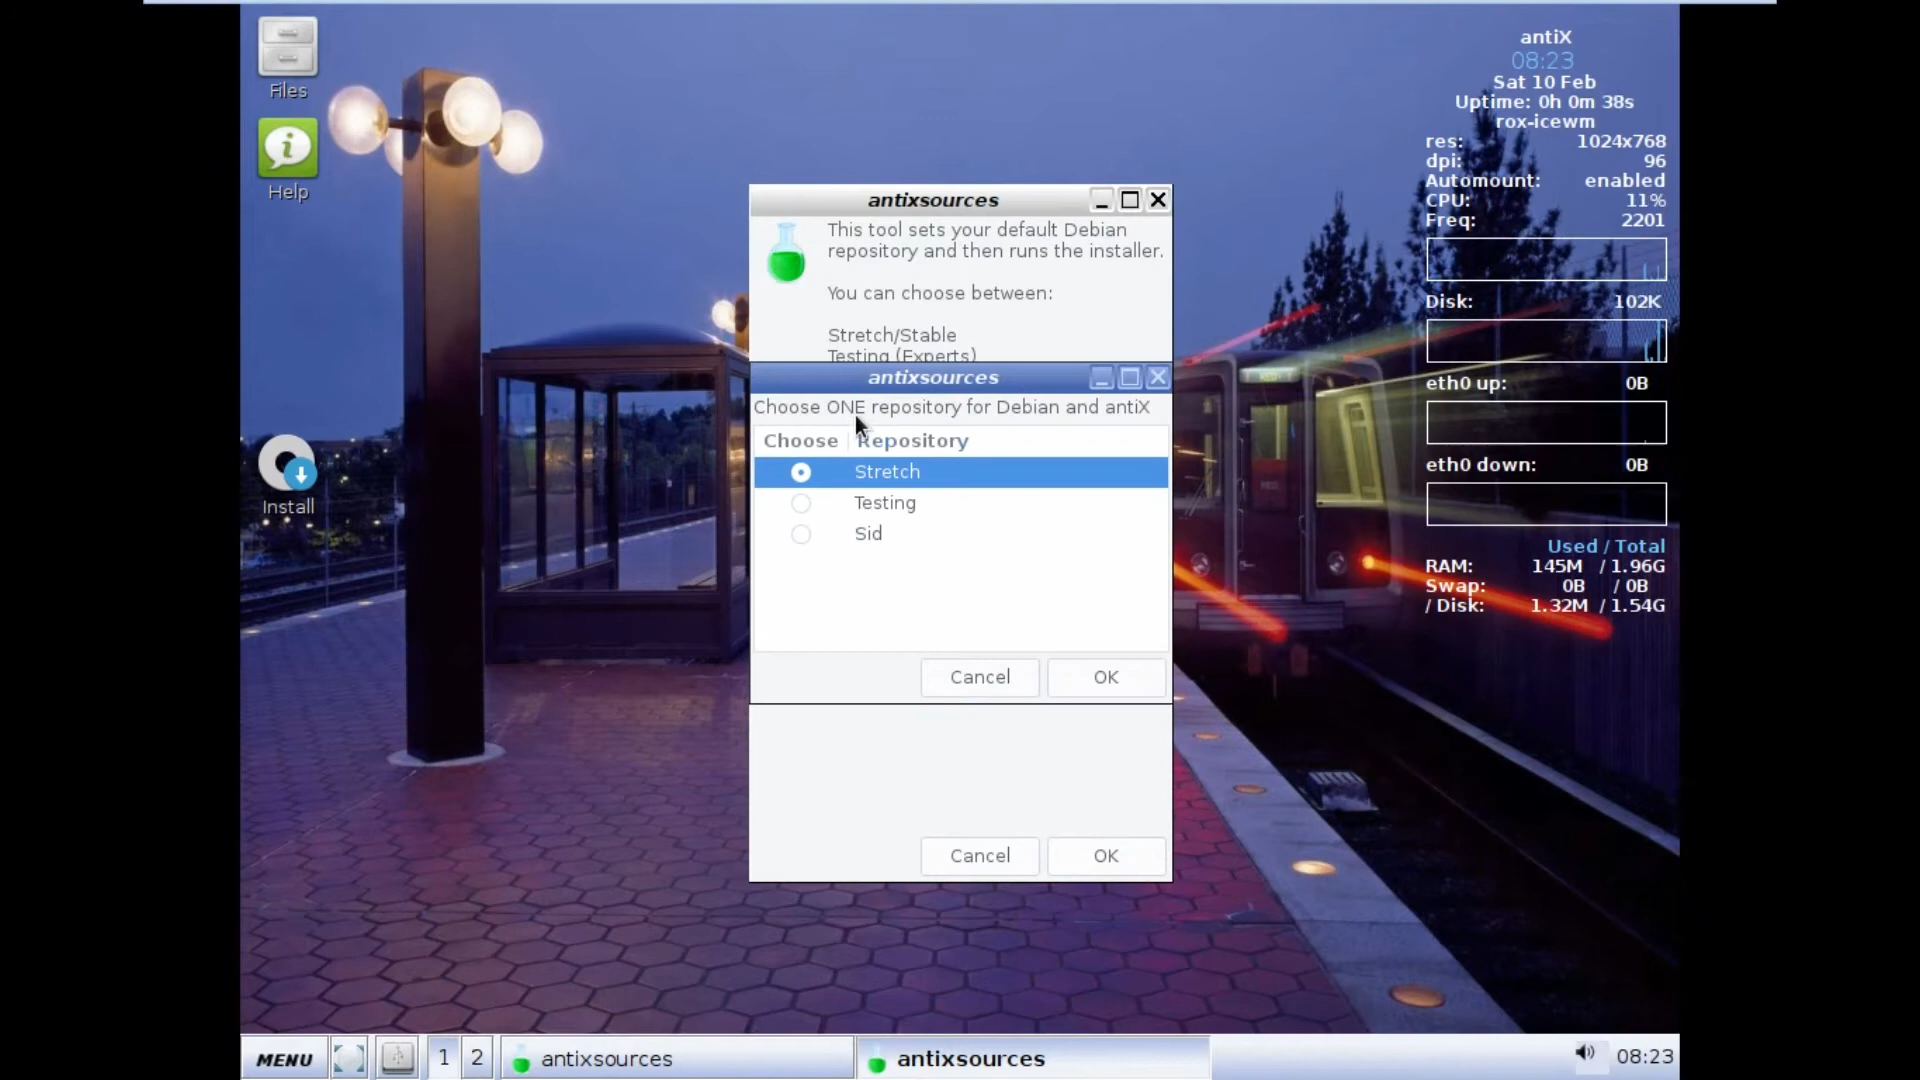 Files
Help
Install
antiX
08:23
Sat 10 Feb
Uptime: 0h 0m 38s
rox-icewm
res: 1024x768
dpi: 96
Automount: enabled
CPU: 11%
Freq: 2201
Disk: 102K
eth0 up: 0B
eth0 down: 0B
Used / Total
RAM: 145M / 1.96G
Swap: 0B / 0B
/ Disk: 1.32M / 1.54G
antixsources
This tool sets your default Debian
repository and then runs the installer.
You can choose between:
Stretch/Stable
Testing (Experts)
antixsources
Choose ONE repository for Debian and antiX
Choose Repository
Stretch
Testing
Sid
Cancel OK
Cancel OK
MENU 1 2 antixsources antixsources 08:23